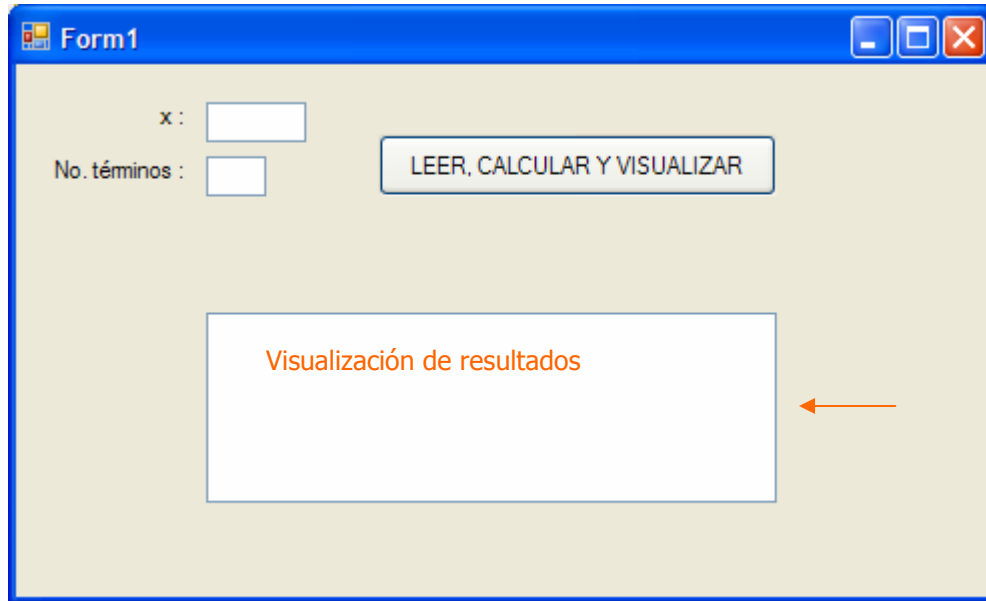 Form1
x :
No. términos :
LEER, CALCULAR Y VISUALIZAR
Visualización de resultados